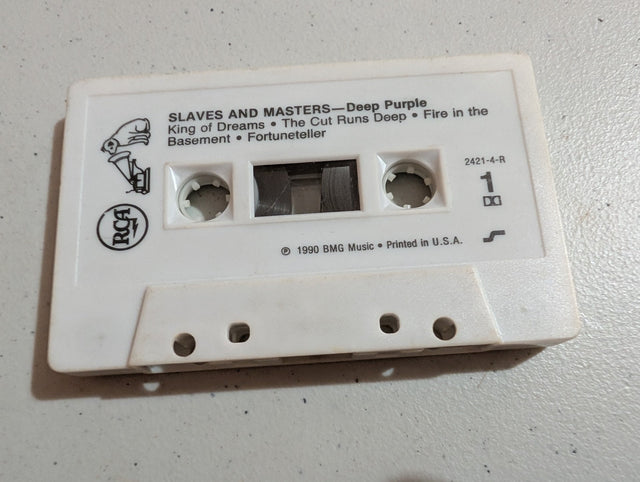 SLAVES AND MASTERS—Deep Purple
King of Dreams • The Cut Runs Deep • Fire in the
Basement • Fortuneteller
2421-4-R
1
RCA
℗ 1990 BMG Music • Printed in U.S.A.